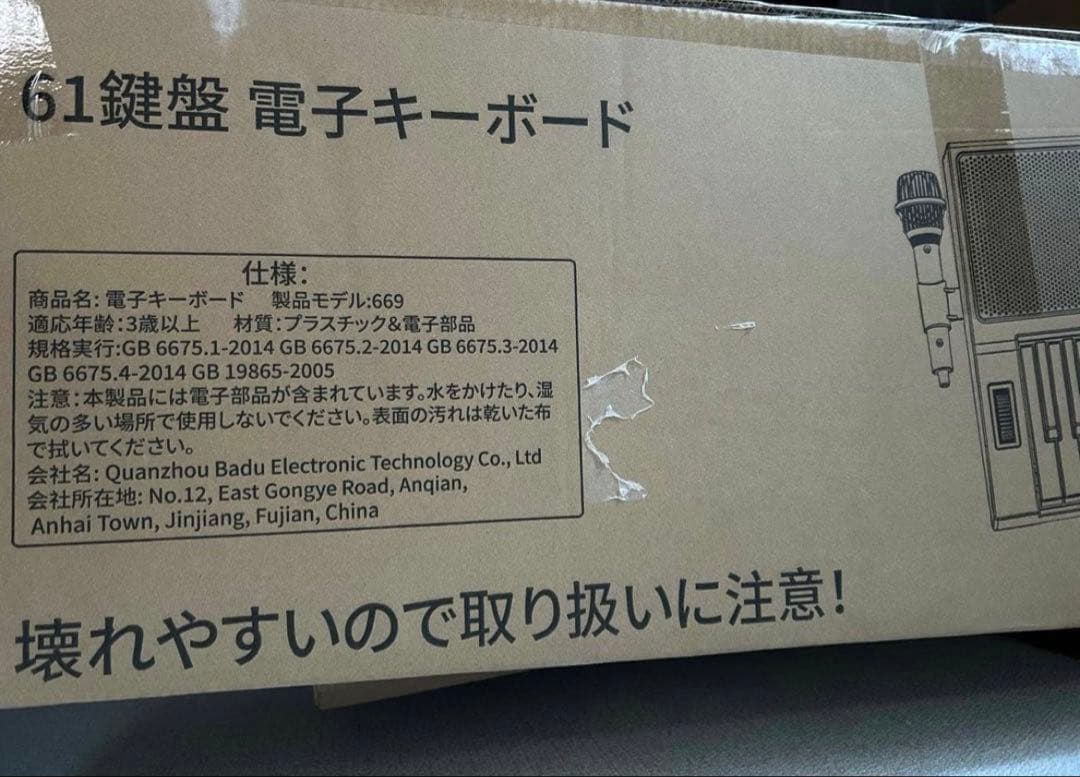 61鍵盤 電子キーボード
仕様:
商品名: 電子キーボード 製品モデル:669
適応年齢:3歳以上 材質:プラスチック&電子部品
規格実行:GB 6675.1-2014 GB 6675.2-2014 GB 6675.3-2014
GB 6675.4-2014 GB 19865-2005
注意:本製品には電子部品が含まれています。水をかけたり、湿
気の多い場所で使用しないでください。表面の汚れは乾いた布
で拭いてください。
会社名: Quanzhou Badu Electronic Technology Co., Ltd
会社所在地: No.12, East Gongye Road, Anqian,
Anhai Town, Jinjiang, Fujian, China
壊れやすいので取り扱いに注意!